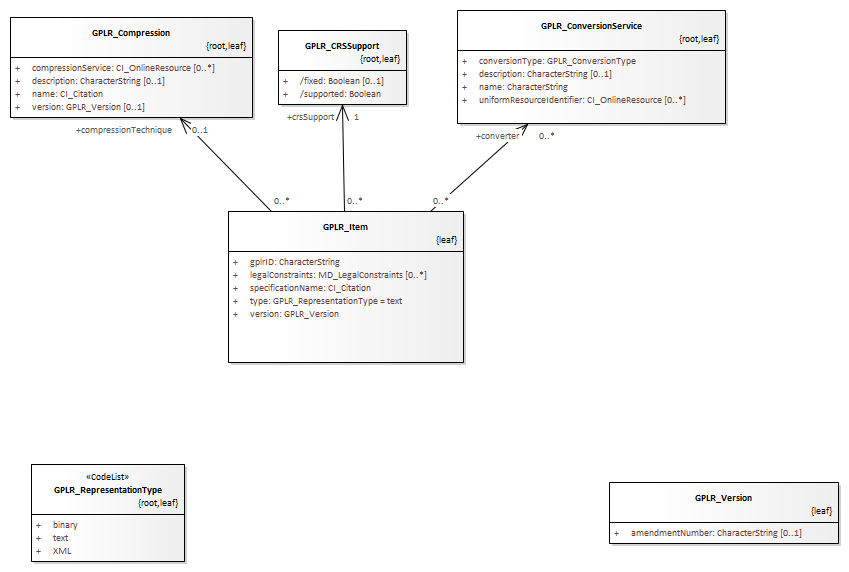 GPLR_Compression
{root,leaf}
+ compressionService: CI_OnlineResource [0..*]
+ description: CharacterString [0..1]
+ name: CI_Citation
+ version: GPLR_Version [0..1]
GPLR_CRSSupport
{root,leaf}
+ /fixed: Boolean [0..1]
+ /supported: Boolean
GPLR_ConversionService
{root,leaf}
+ conversionType: GPLR_ConversionType
+ description: CharacterString [0..1]
+ name: CharacterString
+ uniformResourceIdentifier: CI_OnlineResource [0..*]
+compressionTechnique 0..1
+crsSupport 1
+converter 0..*
0..* 0..* 0..*
GPLR_Item
{leaf}
+ gplrID: CharacterString
+ legalConstraints: MD_LegalConstraints [0..*]
+ specificationName: CI_Citation
+ type: GPLR_RepresentationType = text
+ version: GPLR_Version
«CodeList»
GPLR_RepresentationType
{root,leaf}
+ binary
+ text
+ XML
GPLR_Version
{leaf}
+ amendmentNumber: CharacterString [0..1]